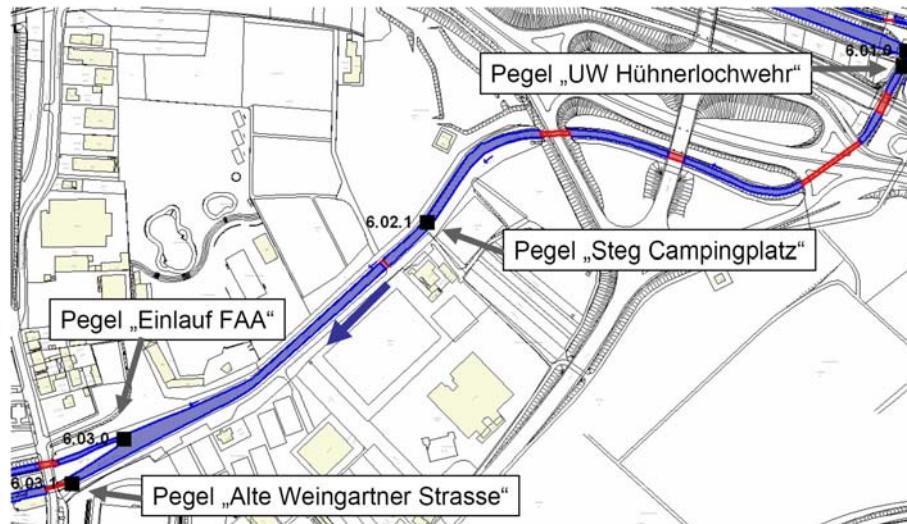 6.01.0
Pegel „UW Hühnerlochwehr“
6.02.1
Pegel „Steg Campingplatz“
Pegel „Einlauf FAA“
6.03.0
6.03.1
Pegel „Alte Weingartner Strasse“